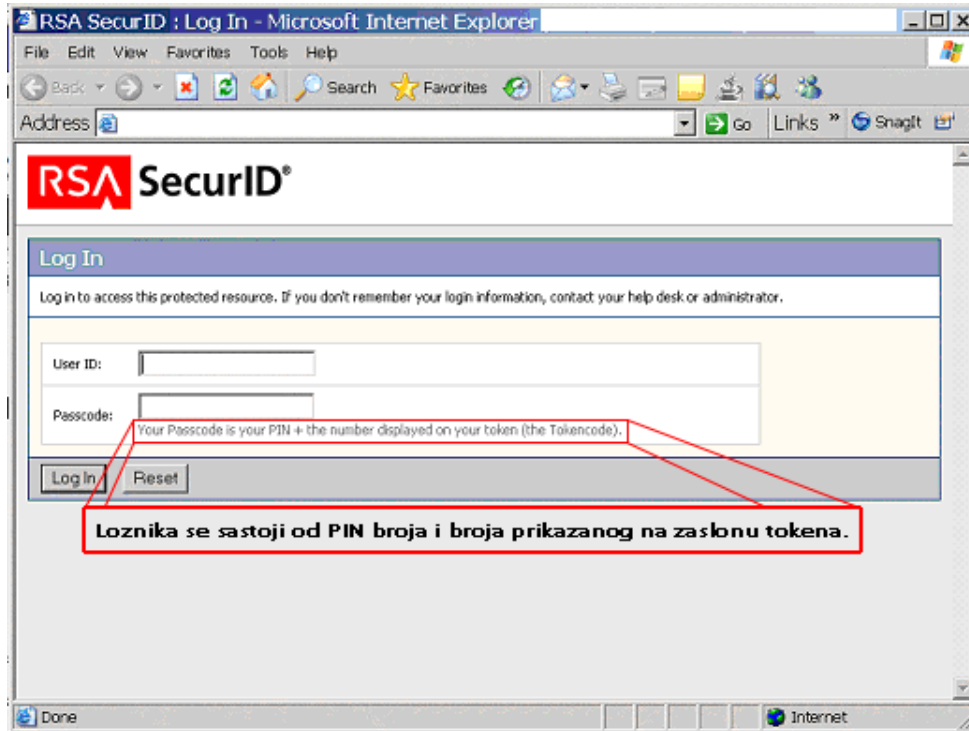 RSA SecurID : Log In - Microsoft Internet Explorer
File Edit View Favorites Tools Help
Back Search Favorites
Address Go Links » SnagIt
RSA SecurID®
Log In
Log in to access this protected resource. If you don't remember your login information, contact your help desk or administrator.
User ID:
Passcode:
Your Passcode is your PIN + the number displayed on your token (the Tokencode).
Log In Reset
Loznika se sastoji od PIN broja i broja prikazanog na zaslonu tokena.
Done Internet